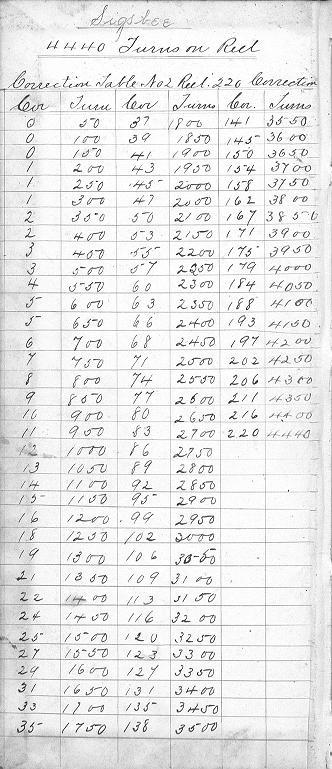 Sigsbee
4440 Turns on Reel
Correction Table No 2 Reel. 220 Correction
Cor Turn Cor Turns Cor. Turns
0 50 37 1800 141 3550
0 100 39 1850 145 3600
0 150 41 1900 150 3650
1 200 43 1950 154 3700
1 250 45 2000 158 3750
1 300 47 2000 162 3800
2 350 50 2100 167 3850
2 400 53 2150 171 3900
3 450 55 2200 175 3950
3 500 57 2250 179 4000
4 550 60 2300 184 4050
5 600 63 2350 188 4100
5 650 66 2400 193 4150
6 700 68 2450 197 4200
7 750 71 2500 202 4250
8 800 74 2550 206 4300
9 850 77 2600 211 4350
10 900 80 2650 216 4400
11 950 83 2700 220 4440
12 1000 86 2750
13 1050 89 2800
14 1100 92 2850
15 1150 95 2900
16 1200 99 2950
18 1250 102 3000
19 1300 106 3050
21 1350 109 3100
22 1400 113 3150
24 1450 116 3200
25 1500 120 3250
27 1550 123 3300
29 1600 127 3350
31 1650 131 3400
33 1700 135 3450
35 1750 138 3500